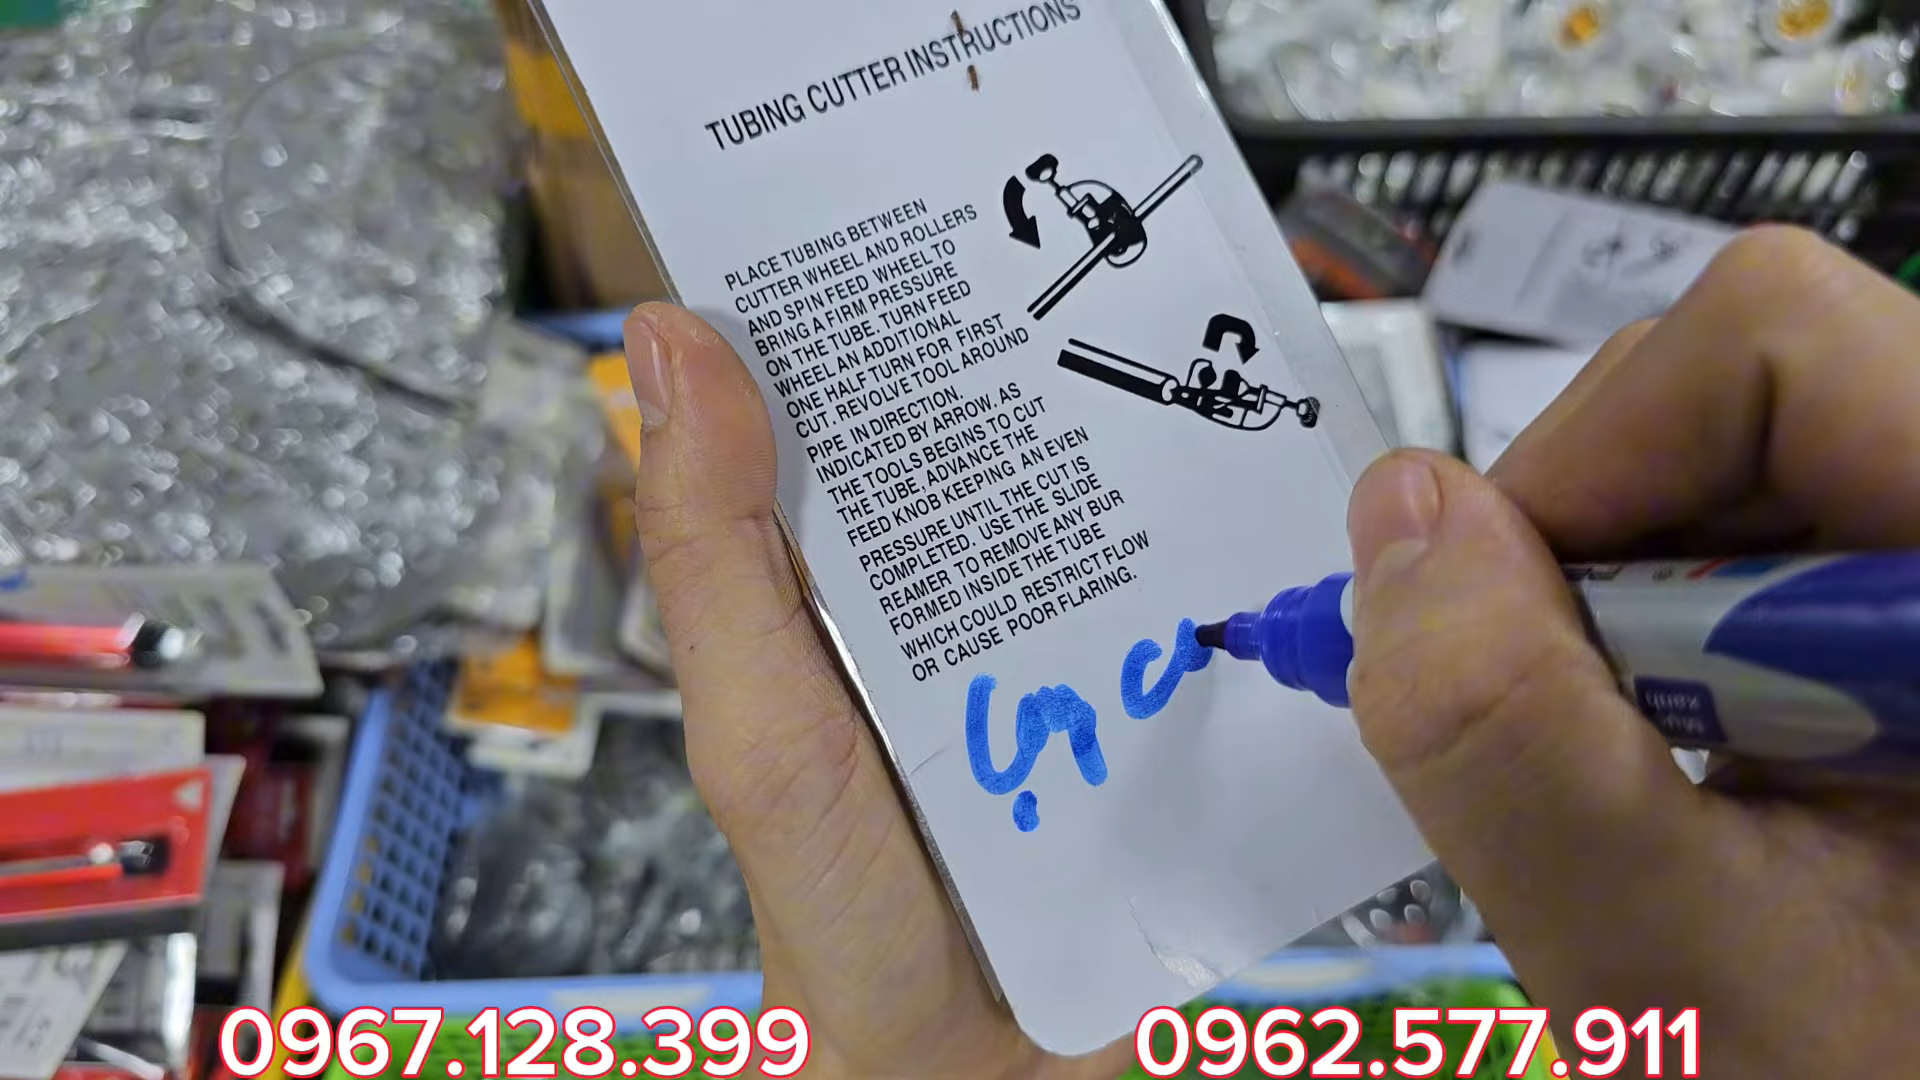 TUBING CUTTER INSTRUCTIONS
PLACE TUBING BETWEEN
CUTTER WHEEL AND ROLLERS
AND SPIN FEED WHEEL TO
BRING A FIRM PRESSURE
ON THE TUBE. TURN FEED
WHEEL AN ADDITIONAL
ONE HALF TURN FOR FIRST
CUT. REVOLVE TOOL AROUND
PIPE. IN DIRECTION.
INDICATED BY ARROW. AS
THE TOOLS BEGINS TO CUT
THE TUBE, ADVANCE THE
FEED KNOB KEEPING AN EVEN
PRESSURE UNTIL THE CUT IS
COMPLETED. USE THE SLIDE
REAMER TO REMOVE ANY BUR
FORMED INSIDE THE TUBE
WHICH COULD RESTRICT FLOW
OR CAUSE POOR FLARING.
Mực
xanh
0967.128.399
0962.577.911